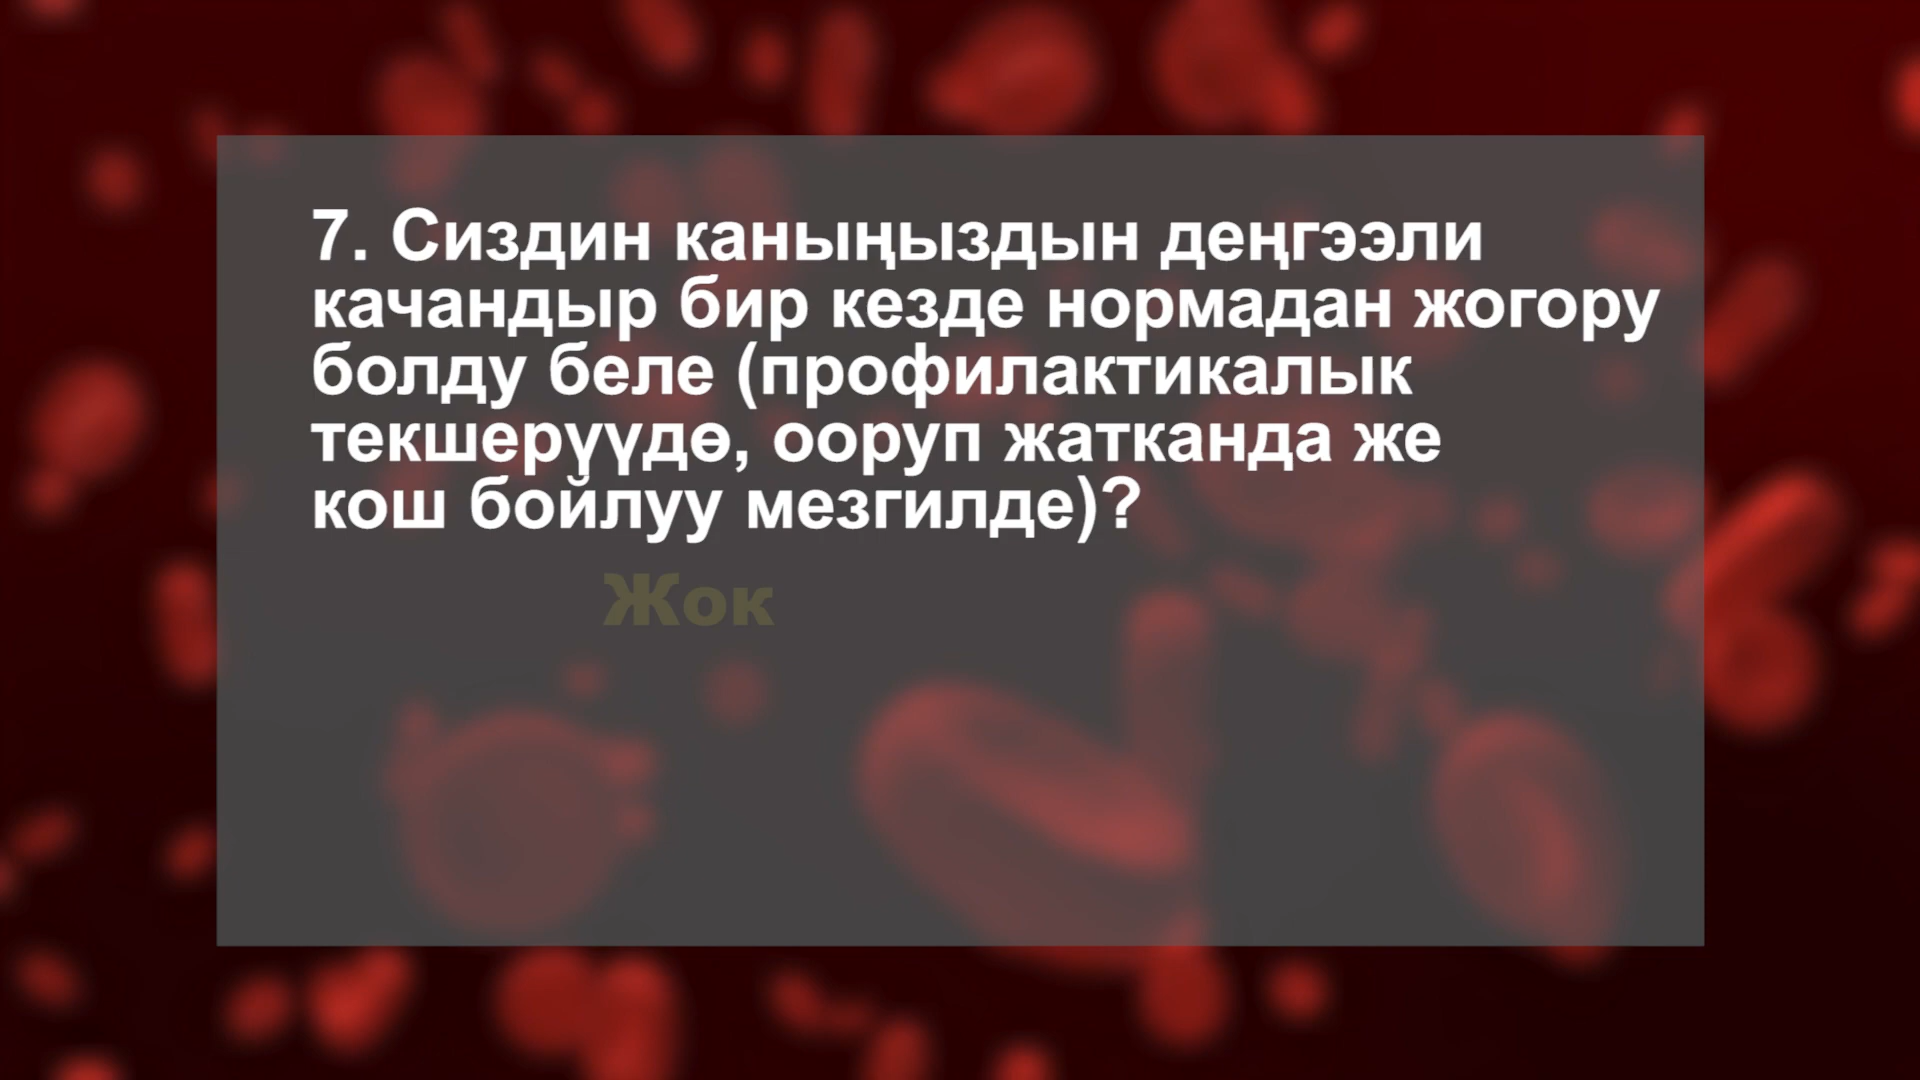 7. Сиздин каныңыздын деңгээли
качандыр бир кезде нормадан жогору
болду беле (профилактикалык
текшерүүдө, ооруп жатканда же
кош бойлуу мезгилде)?
Жок